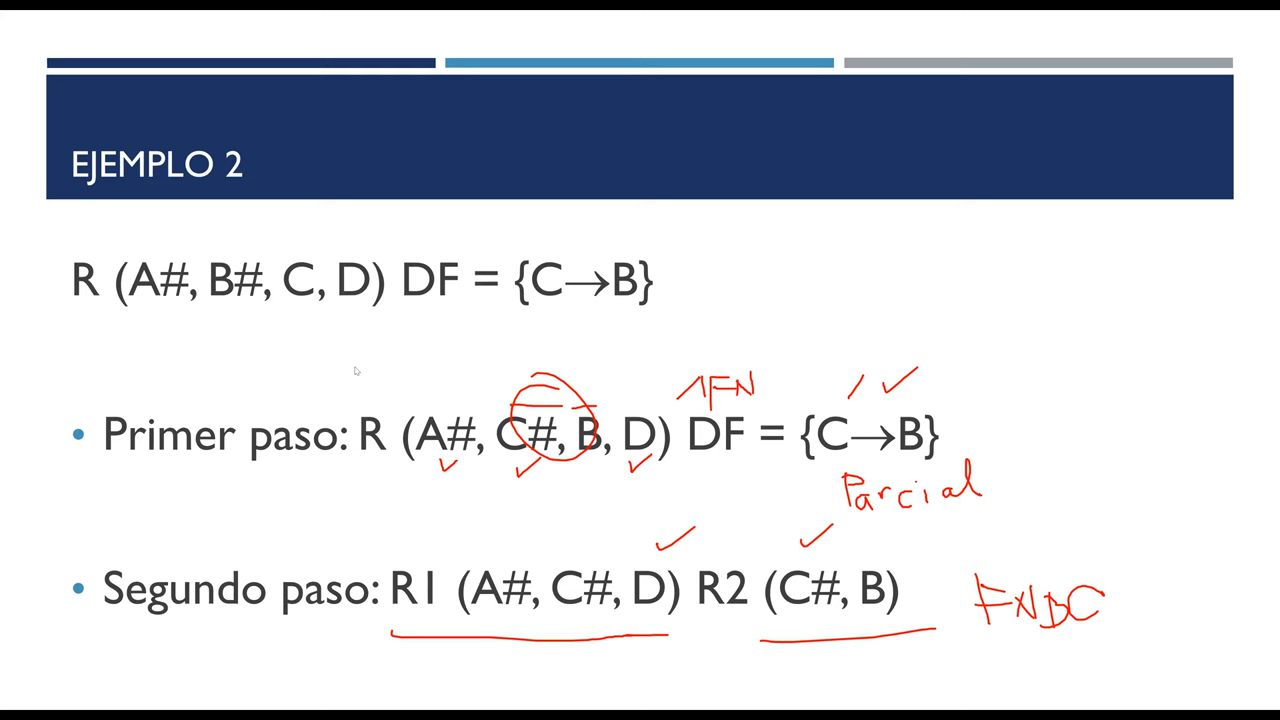 EJEMPLO 2
R (A#, B#, C, D) DF = {C→B}
1FN
• Primer paso: R (A#, C#, B, D) DF = {C→B}
Parcial
• Segundo paso: R1 (A#, C#, D) R2 (C#, B)
FNBC